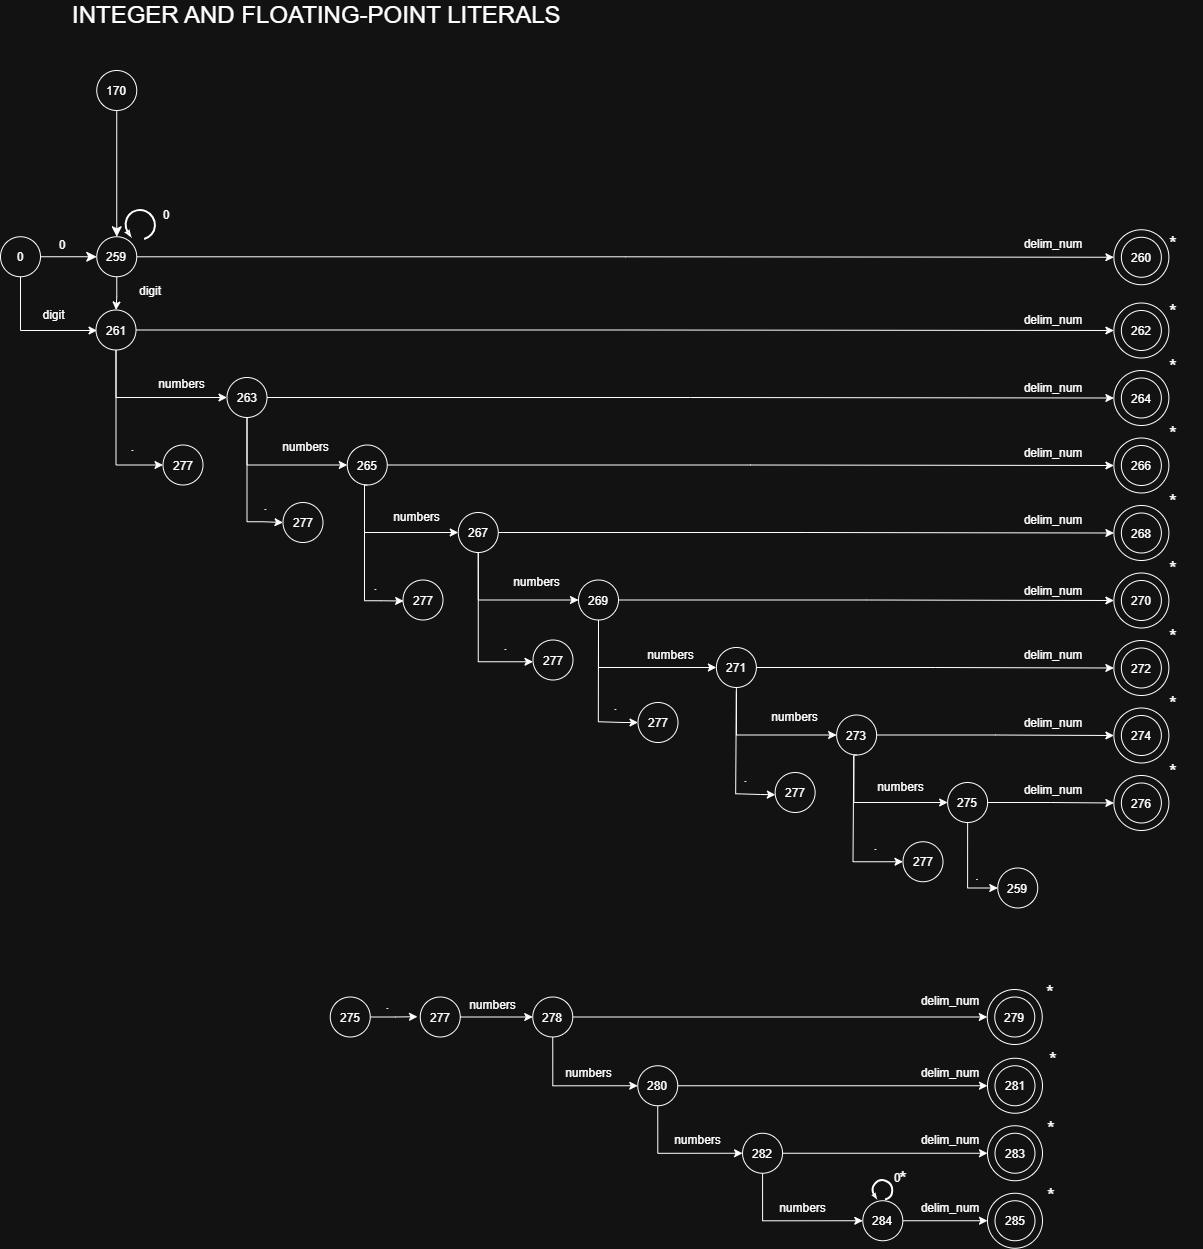 INTEGER AND FLOATING-POINT LITERALS
170
0
0
0
259
delim_num
260
*
digit
digit
261
delim_num
262
*
numbers
263
delim_num
264
*
.
277
numbers
265
delim_num
266
*
.
277
numbers
267
delim_num
268
*
.
277
numbers
269
delim_num
270
*
.
277
numbers
271
delim_num
272
*
.
277
numbers
273
delim_num
274
*
.
277
numbers
275
delim_num
276
*
.
277
.
259
275
.
277
numbers
278
delim_num
279
*
numbers
280
delim_num
281
*
numbers
282
delim_num
283
*
0*
numbers
284
delim_num
285
*